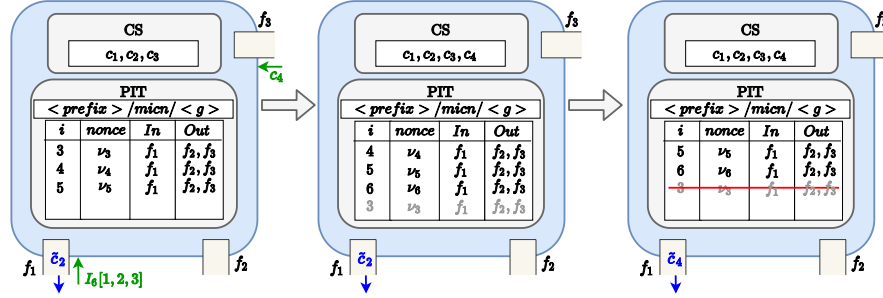 f₃
CS
c₁, c₂, c₃
c₄
PIT
< prefix > /micn/ < g >
i nonce In Out
3 ν₃ f₁ f₂, f₃
4 ν₄ f₁ f₂, f₃
5 ν₅ f₁ f₂, f₃
f₁ c̃₂ f₂
I₆[1, 2, 3]
f₃
CS
c₁, c₂, c₃, c₄
PIT
< prefix > /micn/ < g >
i nonce In Out
4 ν₄ f₁ f₂, f₃
5 ν₅ f₁ f₂, f₃
6 ν₆ f₁ f₂, f₃
3 ν₃ f₁ f₂, f₃
f₁ c̃₂ f₂
f₃
CS
c₁, c₂, c₃, c₄
PIT
< prefix > /micn/ < g >
i nonce In Out
5 ν₅ f₁ f₂, f₃
6 ν₆ f₁ f₂, f₃
3 ν₃ f₁ f₂, f₃
f₁ c̃₄ f₂